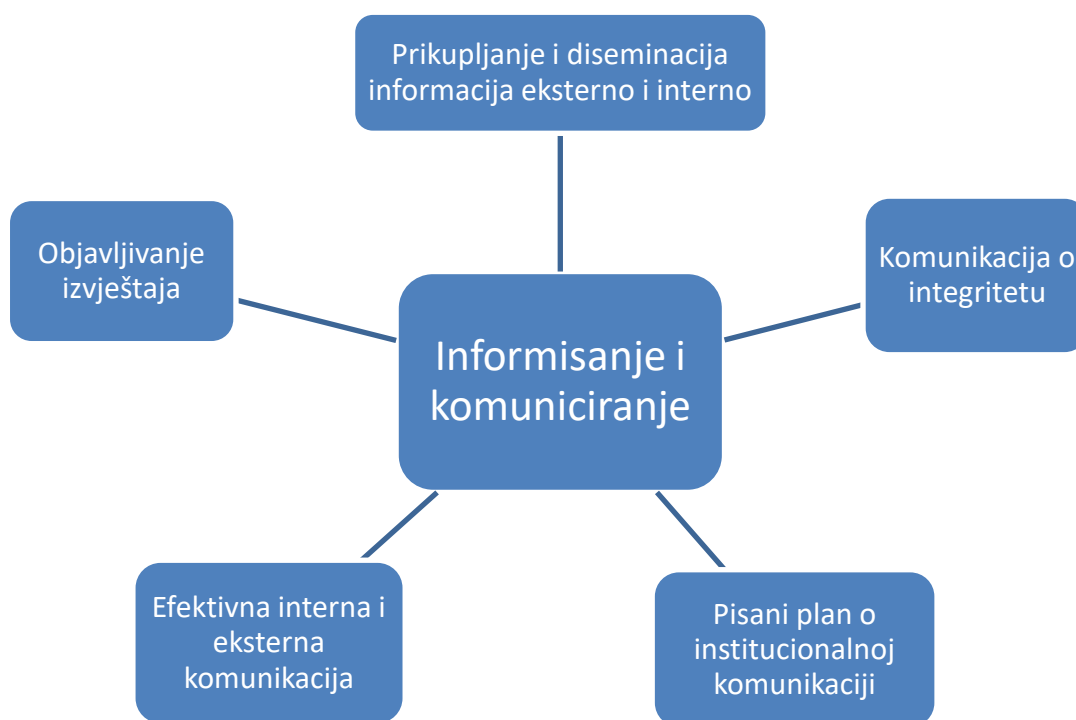 Prikupljanje i diseminacija
informacija eksterno i interno
Objavljivanje
izvještaja
Komunikacija o
integritetu
Informisanje i
komuniciranje
Efektivna interna i
eksterna
komunikacija
Pisani plan o
institucionalnoj
komunikaciji